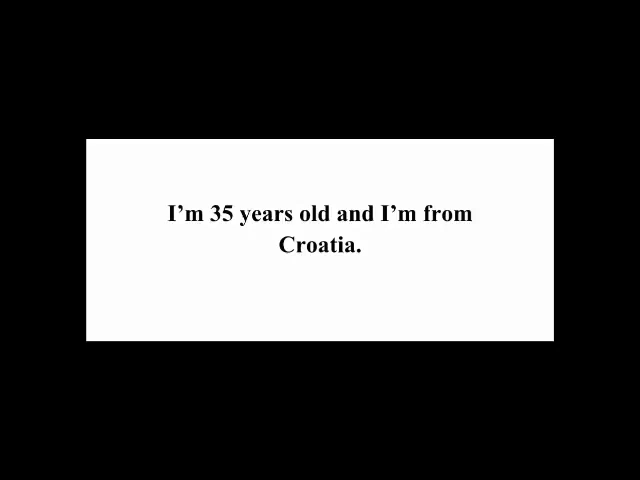 I’m 35 years old and I’m from
Croatia.